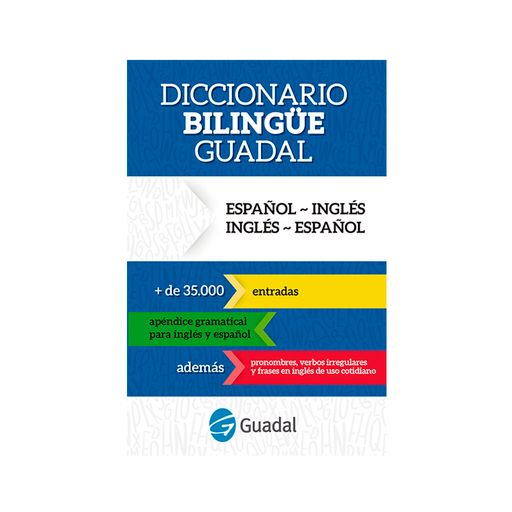 DICCIONARIO
BILINGÜE
GUADAL
ESPAÑOL ~ INGLÉS
INGLÉS ~ ESPAÑOL
+ de 35.000 entradas
apéndice gramatical
para inglés y español
además
pronombres, verbos irregulares
y frases en inglés de uso cotidiano
Guadal